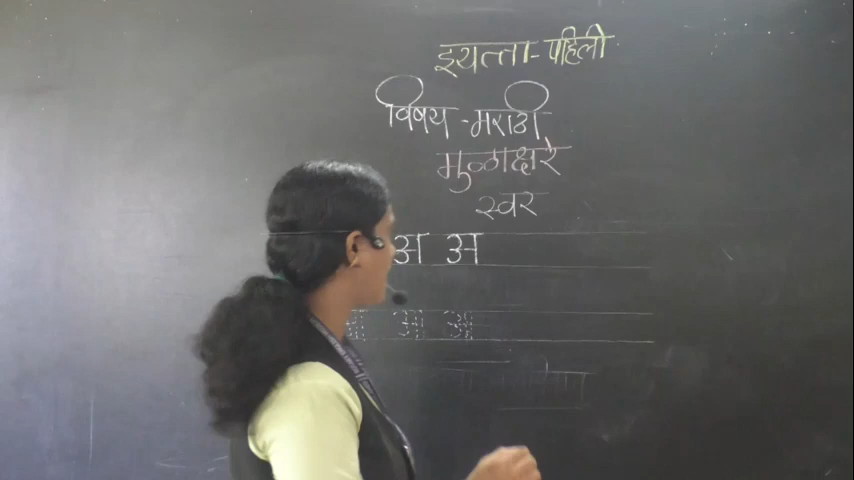 इयत्ता-पहिली
विषय -मराठी
मुळाक्षरे
स्वर
अ अ
आ आ आ